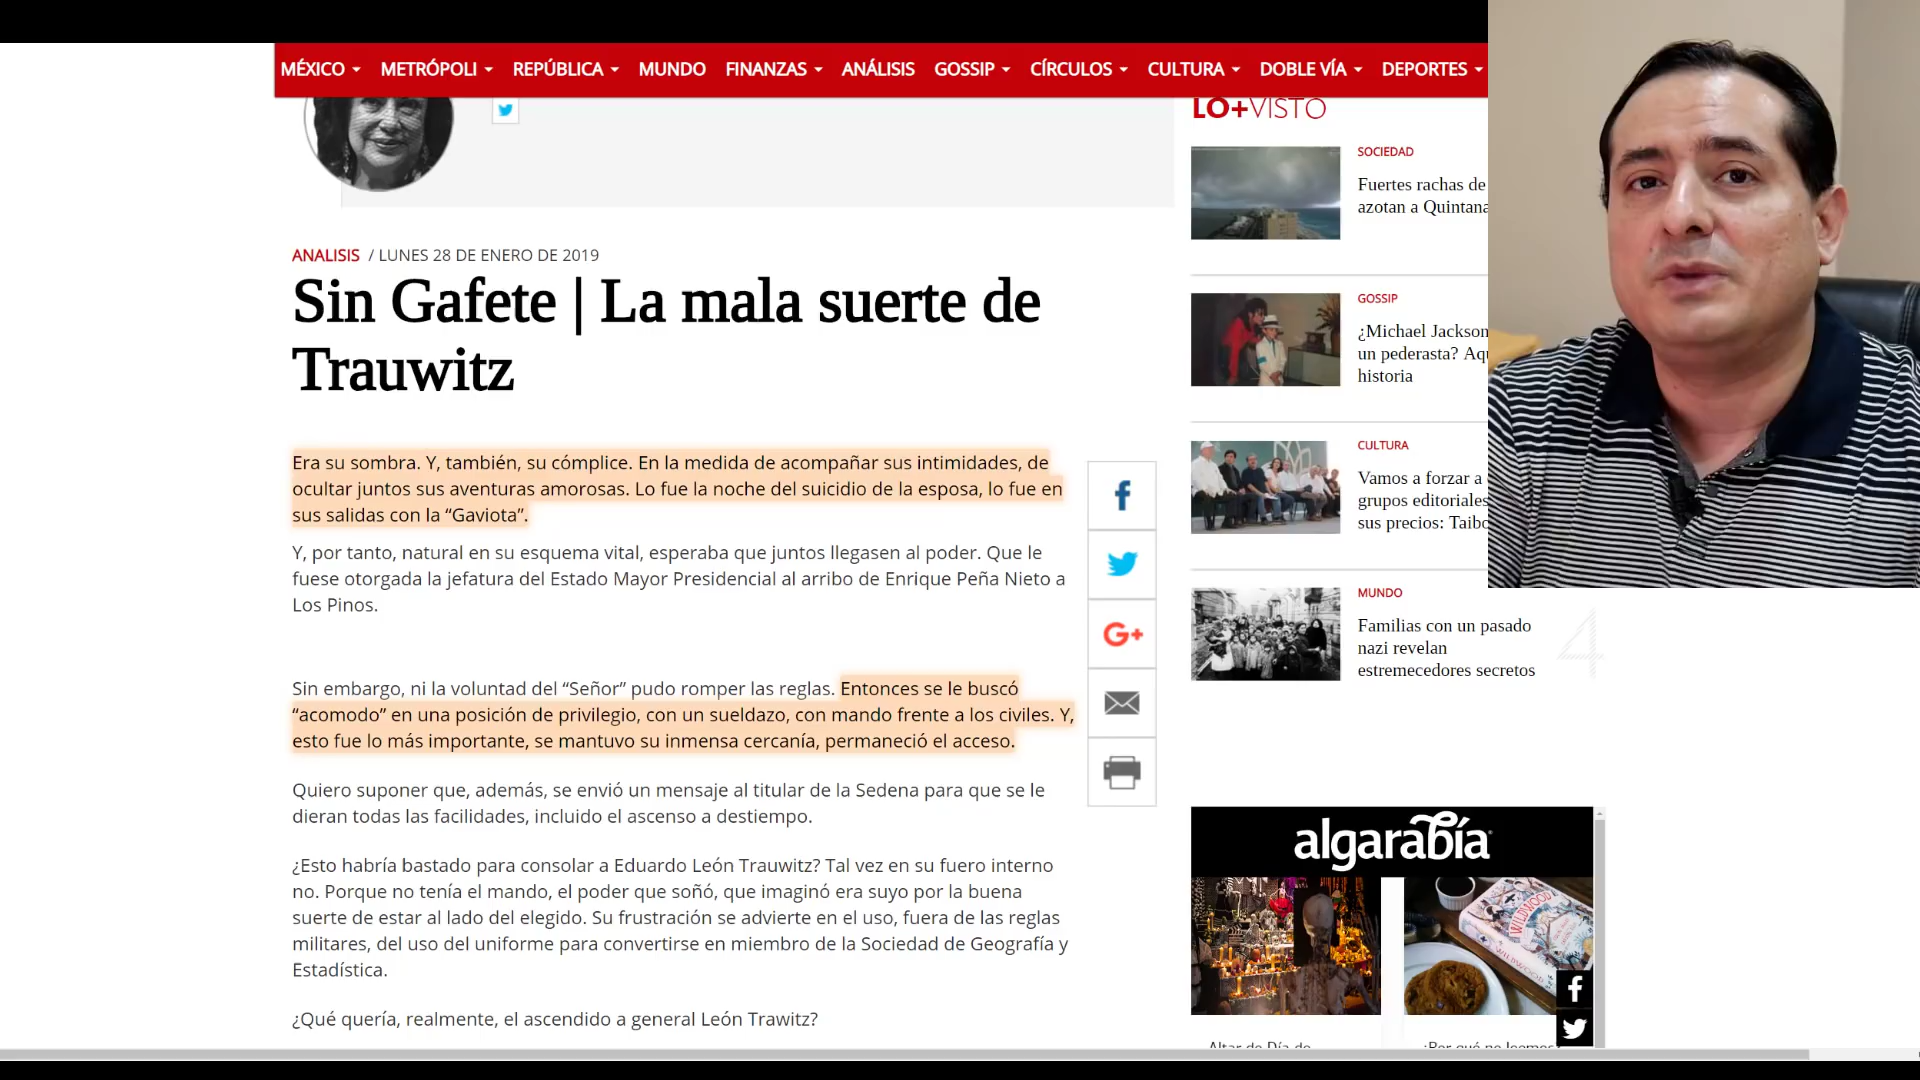 MÉXICO METRÓPOLI REPÚBLICA MUNDO FINANZAS ANÁLISIS GOSSIP CÍRCULOS CULTURA DOBLE VÍA DEPORTES
ANALISIS / LUNES 28 DE ENERO DE 2019
Sin Gafete | La mala suerte de
Trauwitz
Era su sombra. Y, también, su cómplice. En la medida de acompañar sus intimidades, de
ocultar juntos sus aventuras amorosas. Lo fue la noche del suicidio de la esposa, lo fue en
sus salidas con la “Gaviota”.
Y, por tanto, natural en su esquema vital, esperaba que juntos llegasen al poder. Que le
fuese otorgada la jefatura del Estado Mayor Presidencial al arribo de Enrique Peña Nieto a
Los Pinos.
Sin embargo, ni la voluntad del “Señor” pudo romper las reglas. Entonces se le buscó
“acomodo” en una posición de privilegio, con un sueldazo, con mando frente a los civiles. Y,
esto fue lo más importante, se mantuvo su inmensa cercanía, permaneció el acceso.
Quiero suponer que, además, se envió un mensaje al titular de la Sedena para que se le
dieran todas las facilidades, incluido el ascenso a destiempo.
¿Esto habría bastado para consolar a Eduardo León Trauwitz? Tal vez en su fuero interno
no. Porque no tenía el mando, el poder que soñó, que imaginó era suyo por la buena
suerte de estar al lado del elegido. Su frustración se advierte en el uso, fuera de las reglas
militares, del uso del uniforme para convertirse en miembro de la Sociedad de Geografía y
Estadística.
¿Qué quería, realmente, el ascendido a general León Trawitz?
G+
LO+VISTO
SOCIEDAD
Fuertes rachas de
azotan a Quintana
GOSSIP
¿Michael Jackson
un pederasta?
historia
CULTURA
Vamos a forzar a
grupos editoriales
sus precios:
MUNDO
Familias con un pasado
nazi revelan
estremecedores secretos
4
algarabía
WILDWOOD
Altar de Día de
¿Por qué no leemos?